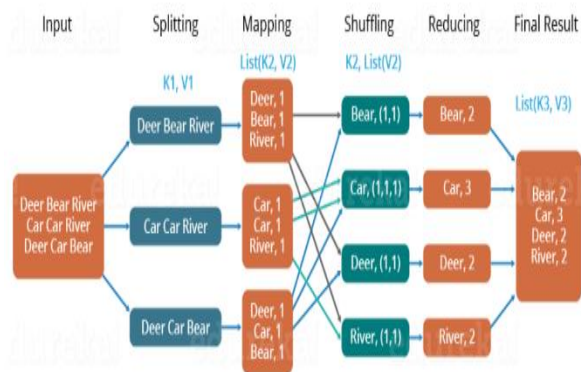 Input
Splitting
Mapping
Shuffling
Reducing
Final Result
K1, V1
List(K2, V2)
K2, List(V2)
List(K3, V3)
Deer Bear River
Car Car River
Deer Car Bear
Deer Bear River
Car Car River
Deer Car Bear
Deer, 1
Bear, 1
River, 1
Car, 1
Car, 1
River, 1
Deer, 1
Car, 1
Bear, 1
Bear, (1,1)
Car, (1,1,1)
Deer, (1,1)
River, (1,1)
Bear, 2
Car, 3
Deer, 2
River, 2
Bear, 2
Car, 3
Deer, 2
River, 2